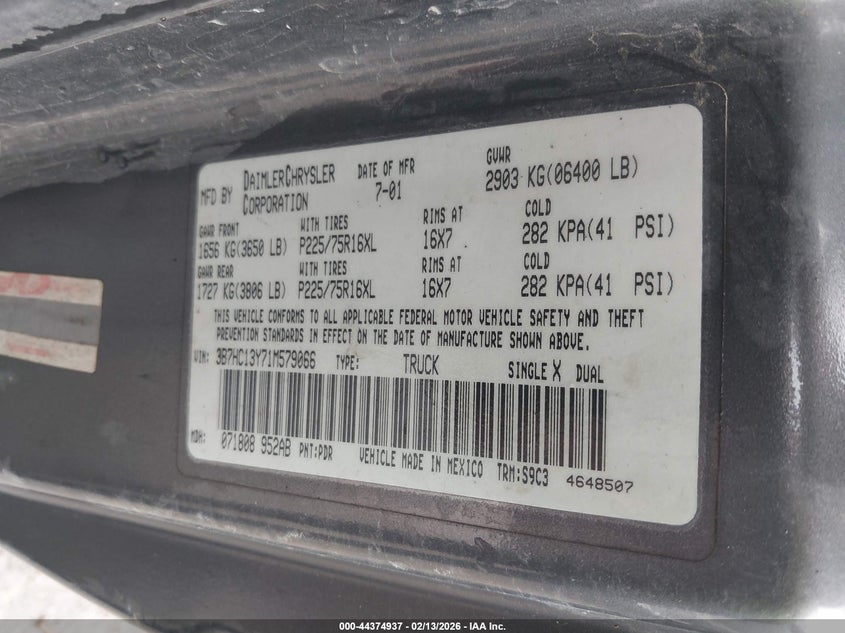 MFD BY DAIMLERCHRYSLER CORPORATION DATE OF MFR 7-01 GVWR 2903 KG(06400 LB)
GAWR FRONT WITH TIRES RIMS AT COLD
1656 KG(3650 LB) P225/75R16XL 16X7 282 KPA(41 PSI)
GAWR REAR WITH TIRES RIMS AT COLD
1727 KG(3806 LB) P225/75R16XL 16X7 282 KPA(41 PSI)
THIS VEHICLE CONFORMS TO ALL APPLICABLE FEDERAL MOTOR VEHICLE SAFETY AND THEFT
PREVENTION STANDARDS IN EFFECT ON THE DATE OF MANUFACTURE SHOWN ABOVE.
VIN: 3B7HC13Y71M579066 TYPE: TRUCK SINGLE X DUAL
MDH: 071808 952AB PNT:PDR VEHICLE MADE IN MEXICO TRM:S9C3 4648507
000-44374937 - 02/13/2026 - IAA Inc.